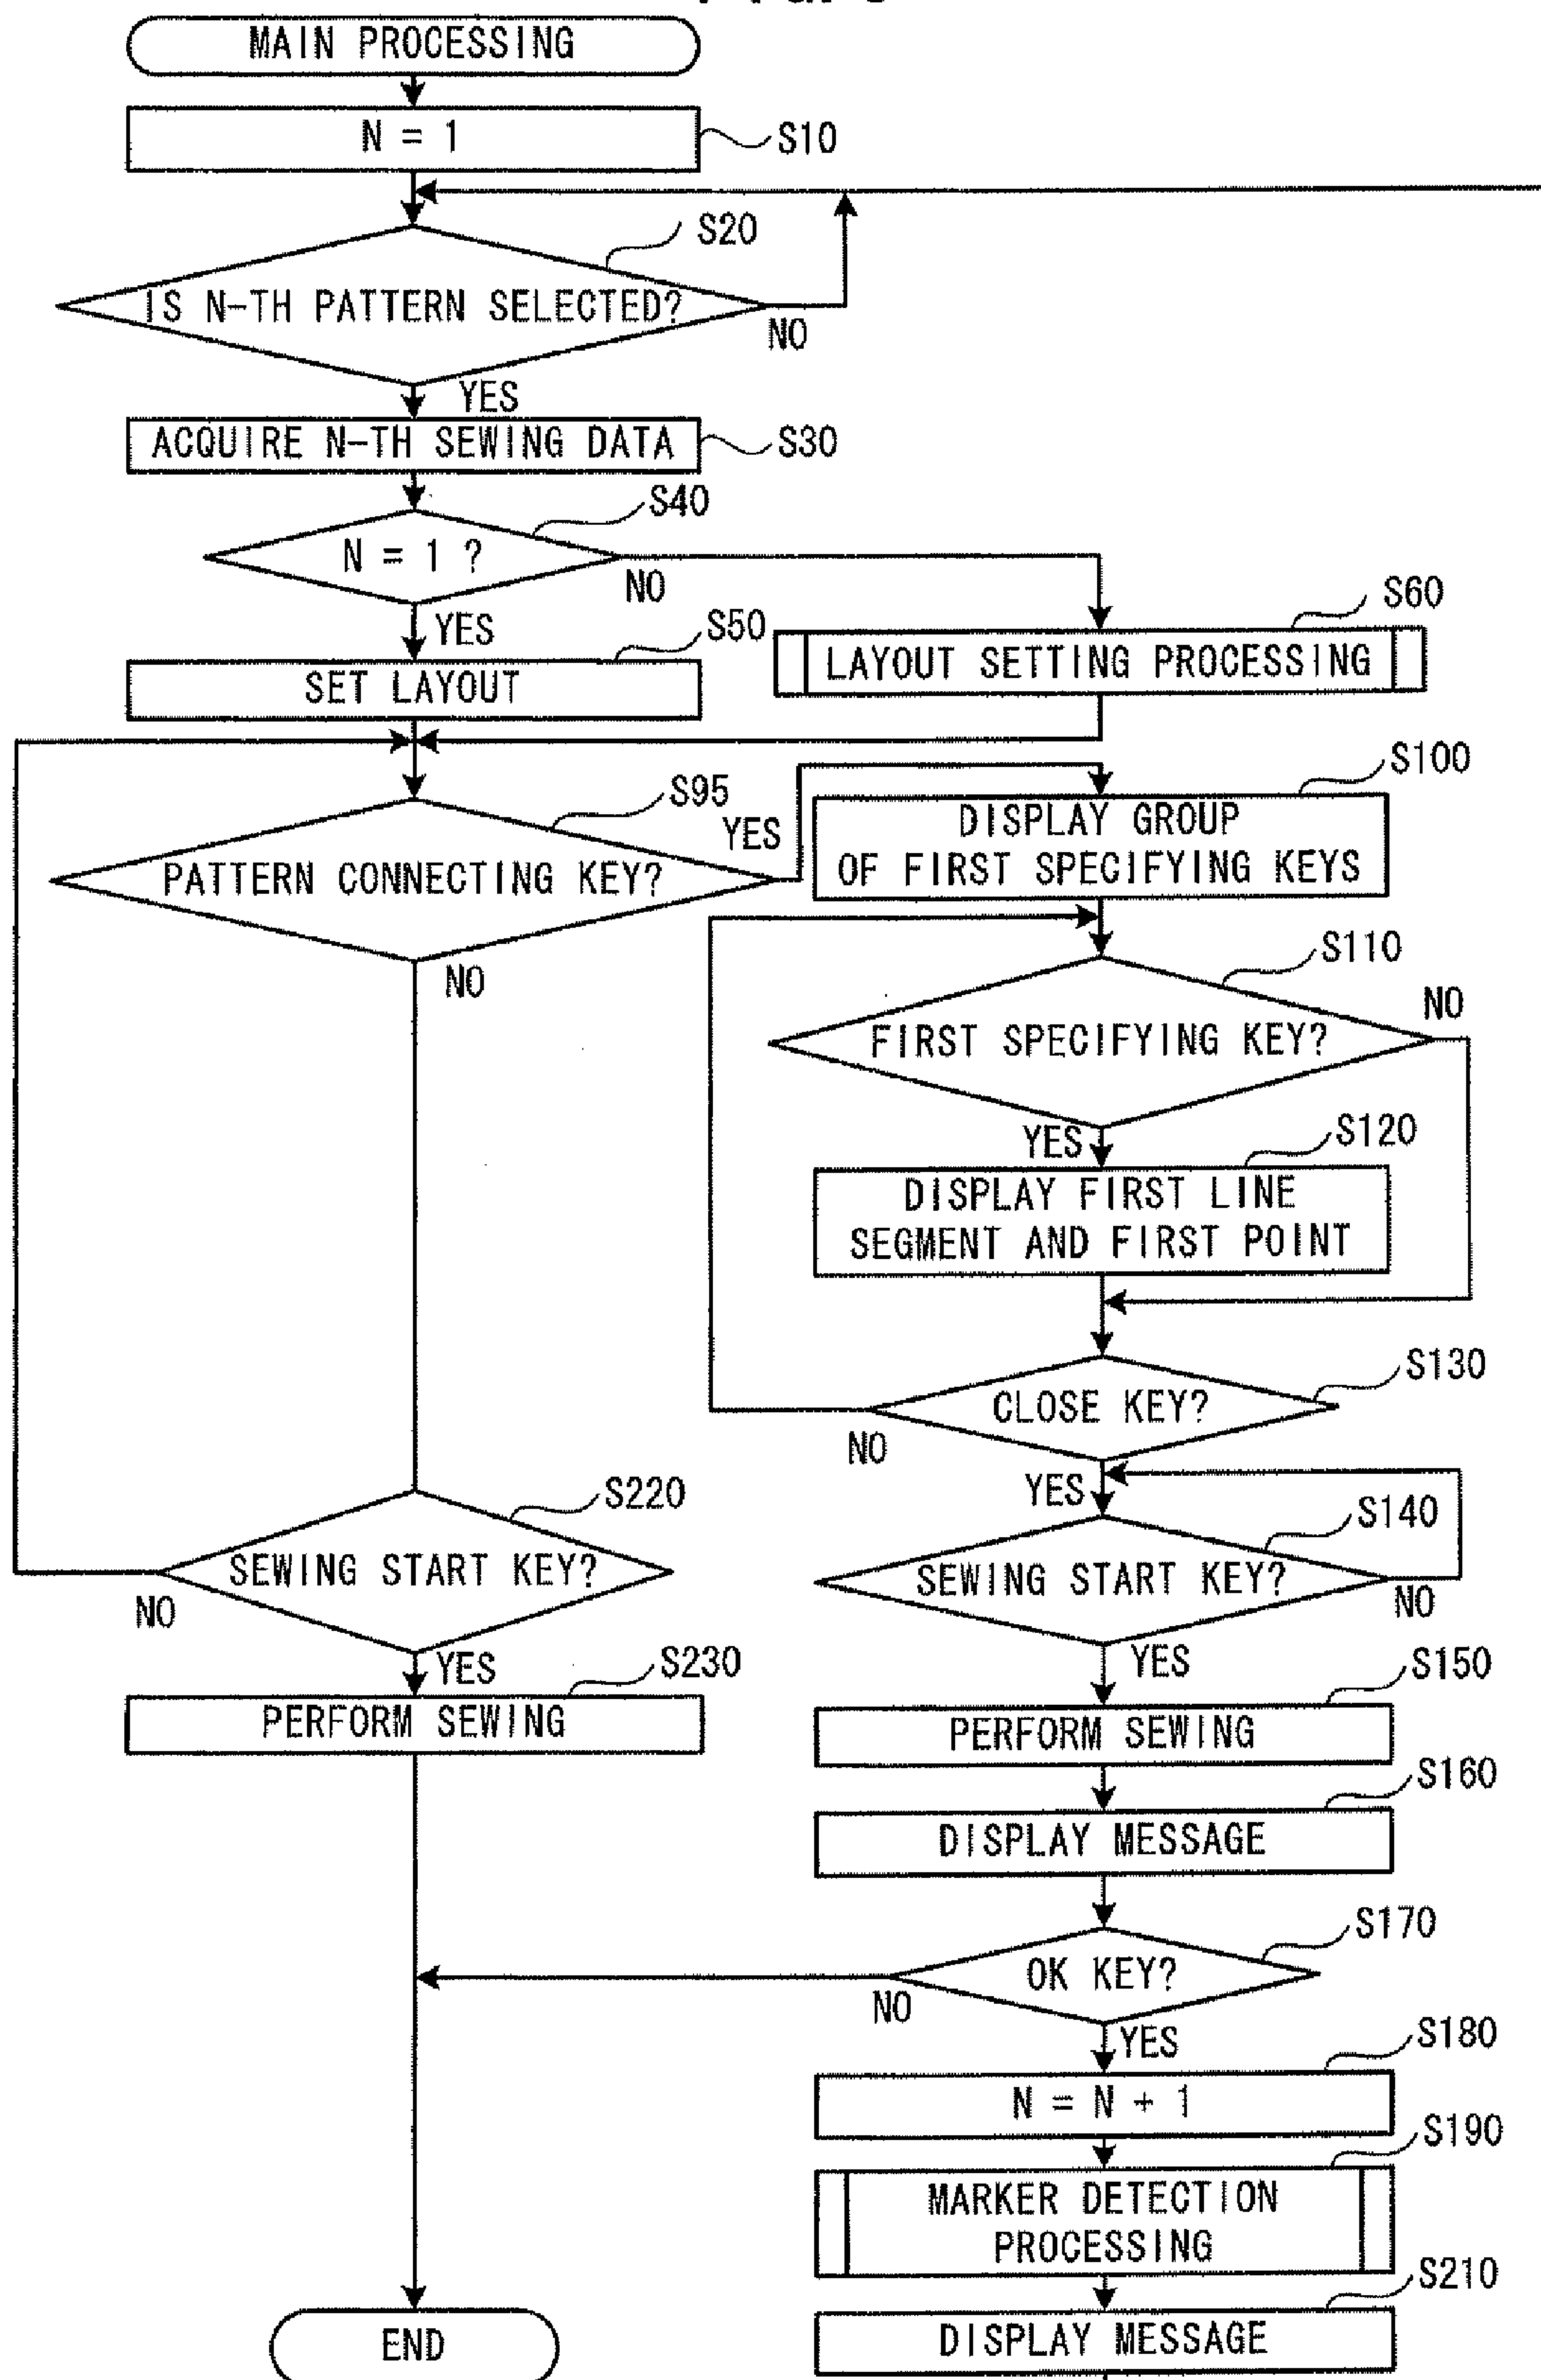 MAIN PROCESSING
N = 1
S10
S20
IS N-TH PATTERN SELECTED?
NO
YES
ACQUIRE N-TH SEWING DATA
S30
S40
N = 1 ?
NO
YES
S50
SET LAYOUT
S60
LAYOUT SETTING PROCESSING
S95
PATTERN CONNECTING KEY?
YES
NO
S100
DISPLAY GROUP
OF FIRST SPECIFYING KEYS
S110
FIRST SPECIFYING KEY?
NO
YES
S120
DISPLAY FIRST LINE
SEGMENT AND FIRST POINT
S130
CLOSE KEY?
NO
YES
S140
SEWING START KEY?
NO
YES
S220
SEWING START KEY?
NO
YES
S230
PERFORM SEWING
S150
PERFORM SEWING
S160
DISPLAY MESSAGE
S170
OK KEY?
NO
YES
S180
N = N + 1
S190
MARKER DETECTION
PROCESSING
S210
DISPLAY MESSAGE
END